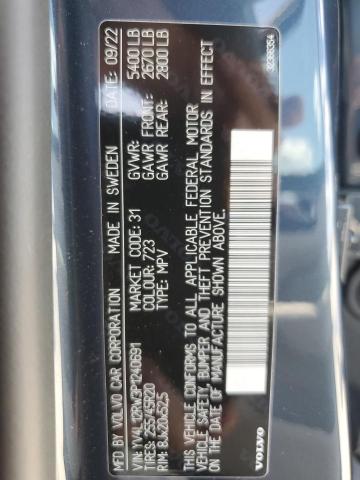 MFD BY VOLVO CAR CORPORATION MADE IN SWEDEN DATE: 09/22
VIN: YV4L12RW3P1240691 MARKET CODE: 31 GVWR: 5400 LB
TIRES: 255/45R20 COLOUR: 723 GAWR FRONT: 2670 LB
RIM: 8Jx20x52.5 TYPE: MPV GAWR REAR: 2800 LB
THIS VEHICLE CONFORMS TO ALL APPLICABLE FEDERAL MOTOR
VEHICLE SAFETY, BUMPER AND THEFT PREVENTION STANDARDS IN EFFECT
ON THE DATE OF MANUFACTURE SHOWN ABOVE.
VOLVO
32396354